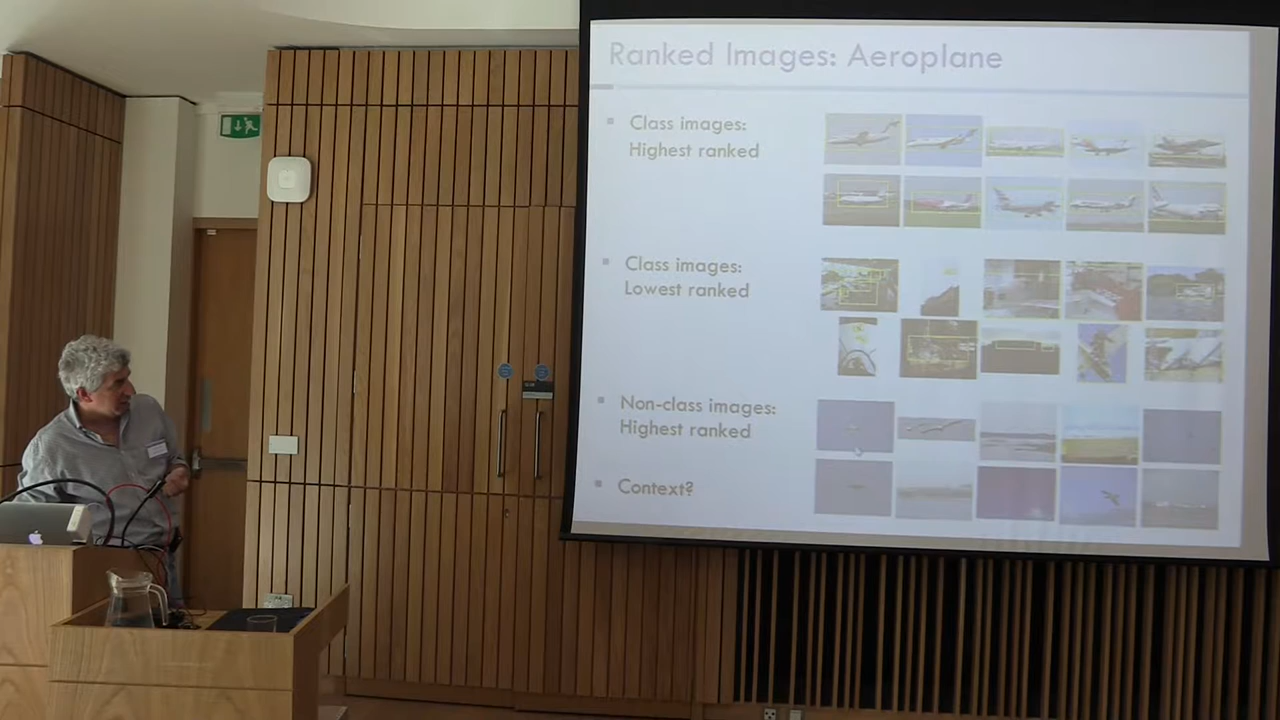 Ranked Images: Aeroplane
Class images:
Highest ranked
Class images:
Lowest ranked
Non-class images:
Highest ranked
Context?